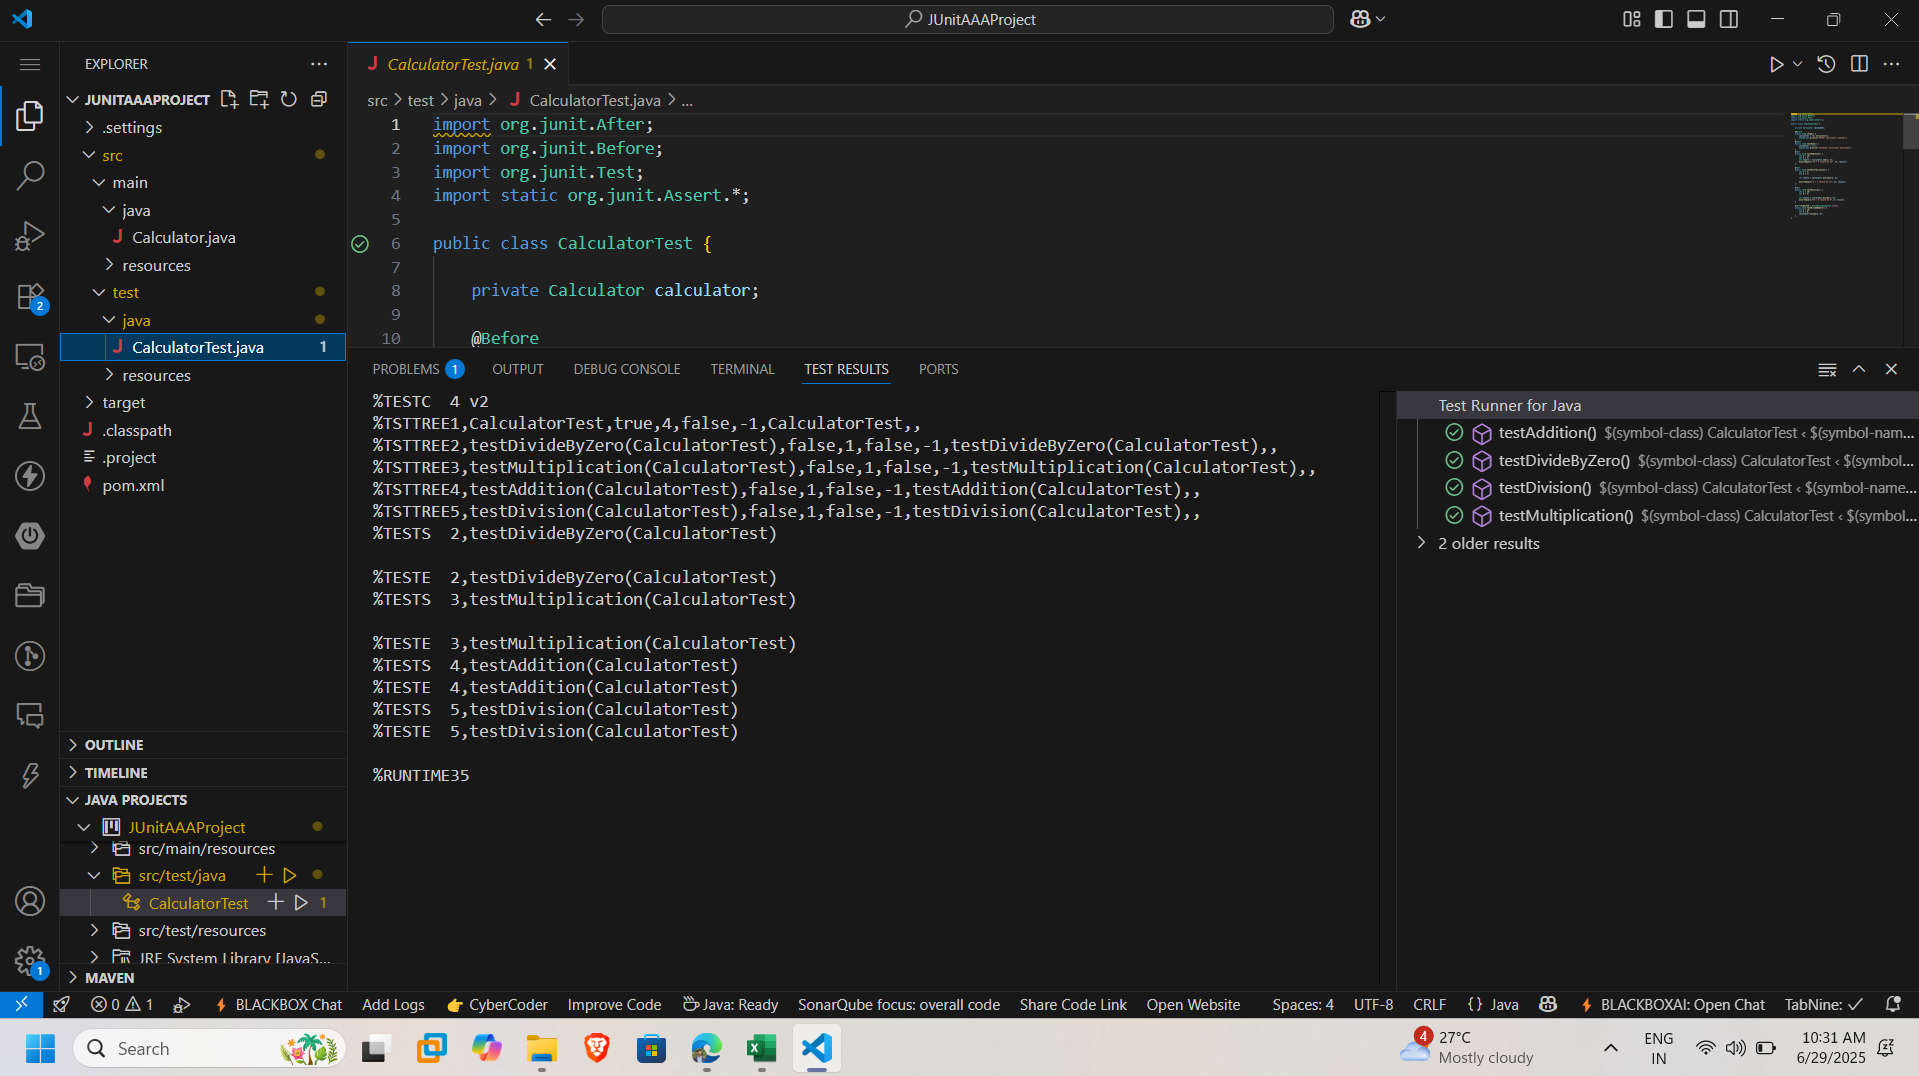 JUnitAAAProject
EXPLORER
JUNITAAAPROJECT
.settings
src
main
java
Calculator.java
resources
test
java
CalculatorTest.java 1
resources
target
.classpath
.project
pom.xml
OUTLINE
TIMELINE
JAVA PROJECTS
JUnitAAAProject
src/main/resources
src/test/java
CalculatorTest 1
src/test/resources
JRE System Library [JavaS...
MAVEN
2
1
CalculatorTest.java 1
src > test > java > CalculatorTest.java > ...
1 import org.junit.After;
2 import org.junit.Before;
3 import org.junit.Test;
4 import static org.junit.Assert.*;
5
6 public class CalculatorTest {
7
8 private Calculator calculator;
9
10 @Before
PROBLEMS 1 OUTPUT DEBUG CONSOLE TERMINAL TEST RESULTS PORTS
%TESTC  4 v2
%TSTTREE1,CalculatorTest,true,4,false,-1,CalculatorTest,,
%TSTTREE2,testDivideByZero(CalculatorTest),false,1,false,-1,testDivideByZero(CalculatorTest),,
%TSTTREE3,testMultiplication(CalculatorTest),false,1,false,-1,testMultiplication(CalculatorTest),,
%TSTTREE4,testAddition(CalculatorTest),false,1,false,-1,testAddition(CalculatorTest),,
%TSTTREE5,testDivision(CalculatorTest),false,1,false,-1,testDivision(CalculatorTest),,
%TESTS  2,testDivideByZero(CalculatorTest)
%TESTE  2,testDivideByZero(CalculatorTest)
%TESTS  3,testMultiplication(CalculatorTest)
%TESTE  3,testMultiplication(CalculatorTest)
%TESTS  4,testAddition(CalculatorTest)
%TESTE  4,testAddition(CalculatorTest)
%TESTS  5,testDivision(CalculatorTest)
%TESTE  5,testDivision(CalculatorTest)
%RUNTIME35
Test Runner for Java
testAddition() $(symbol-class) CalculatorTest < $(symbol-nam...
testDivideByZero() $(symbol-class) CalculatorTest < $(symbol...
testDivision() $(symbol-class) CalculatorTest < $(symbol-name...
testMultiplication() $(symbol-class) CalculatorTest < $(symbol...
2 older results
0 1 BLACKBOX Chat Add Logs CyberCoder Improve Code Java: Ready SonarQube focus: overall code Share Code Link Open Website Spaces: 4 UTF-8 CRLF {} Java BLACKBOXAI: Open Chat TabNine:
Search
4
27°C
Mostly cloudy
ENG
IN
10:31 AM
6/29/2025